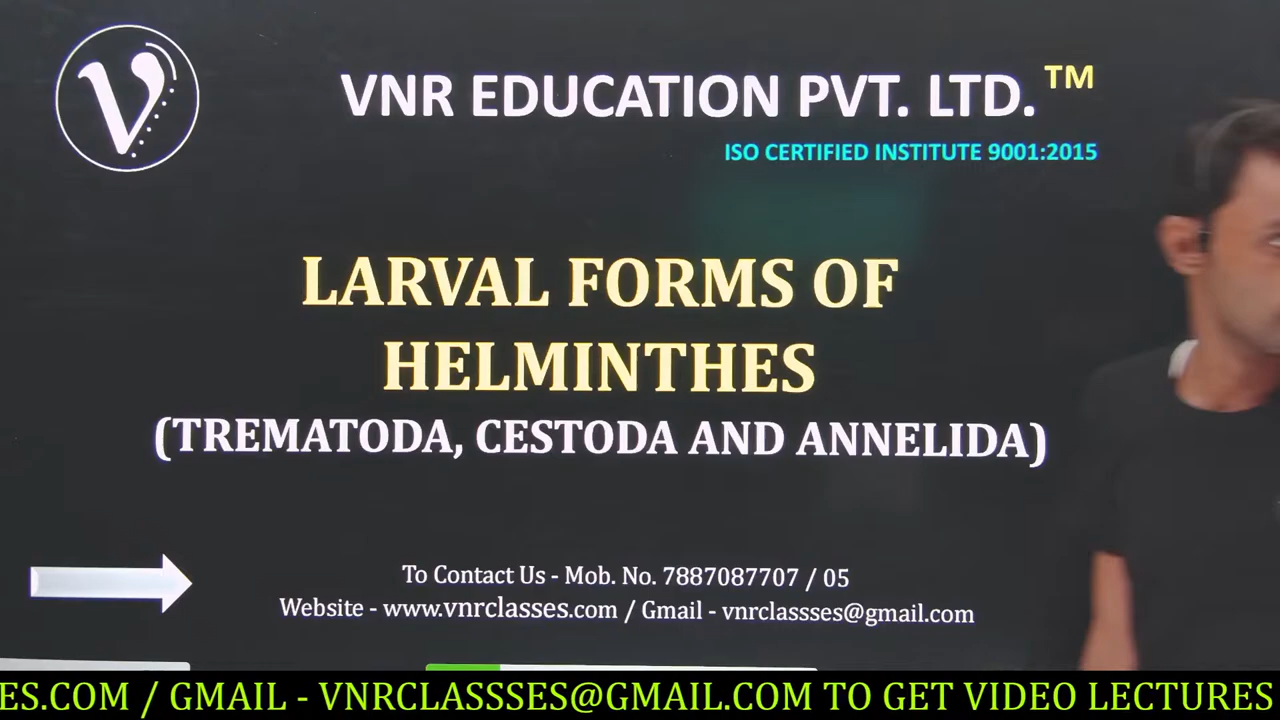 V
VNR EDUCATION PVT. LTD.™
ISO CERTIFIED INSTITUTE 9001:2015
LARVAL FORMS OF
HELMINTHES
(TREMATODA, CESTODA AND ANNELIDA)
To Contact Us - Mob. No. 7887087707 / 05
Website - www.vnrclasses.com / Gmail - vnrclassses@gmail.com
ES.COM / GMAIL - VNRCLASSSES@GMAIL.COM TO GET VIDEO LECTURES